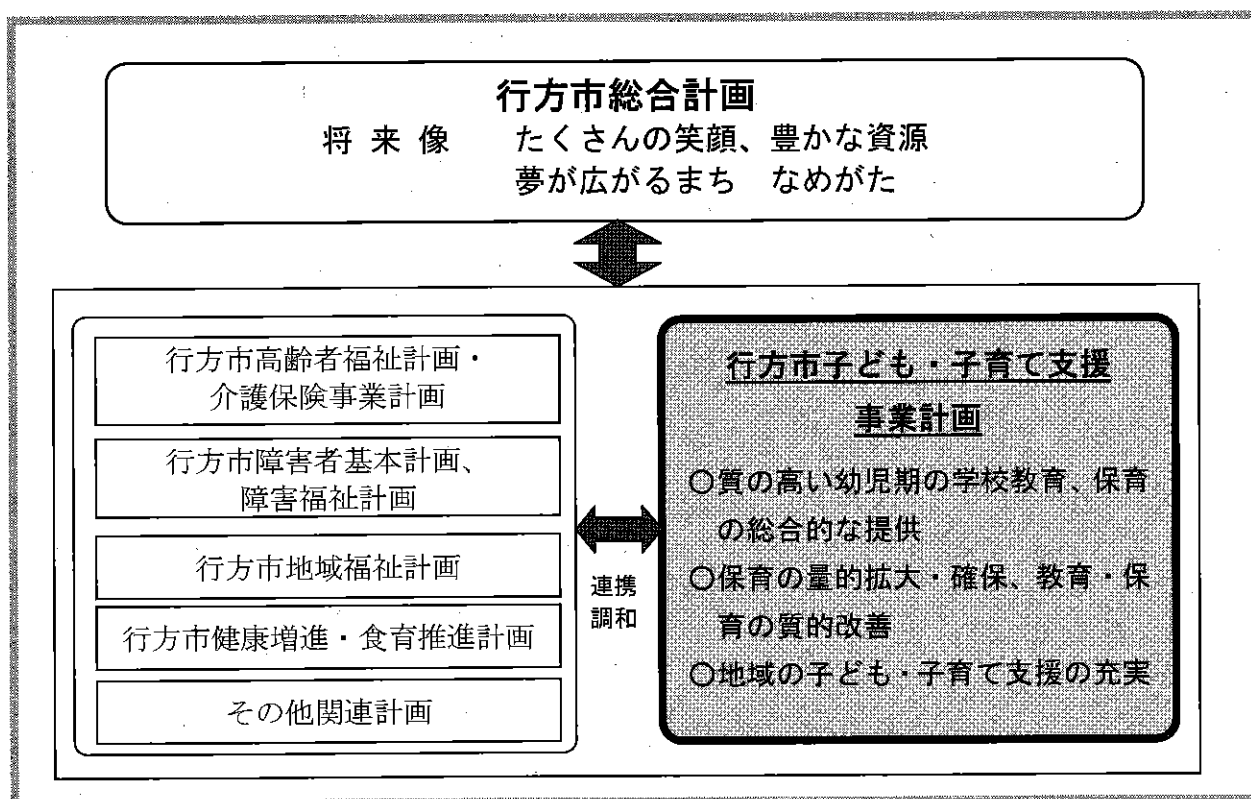 行方市総合計画
将来像 たくさんの笑顔、豊かな資源
夢が広がるまち なめがた
行方市高齢者福祉計画・
介護保険事業計画
行方市障害者基本計画、
障害福祉計画
行方市地域福祉計画
行方市健康増進・食育推進計画
その他関連計画
連携
調和
行方市子ども・子育て支援
事業計画
○質の高い幼児期の学校教育、保育
の総合的な提供
○保育の量的拡大・確保、教育・保
育の質的改善
○地域の子ども・子育て支援の充実